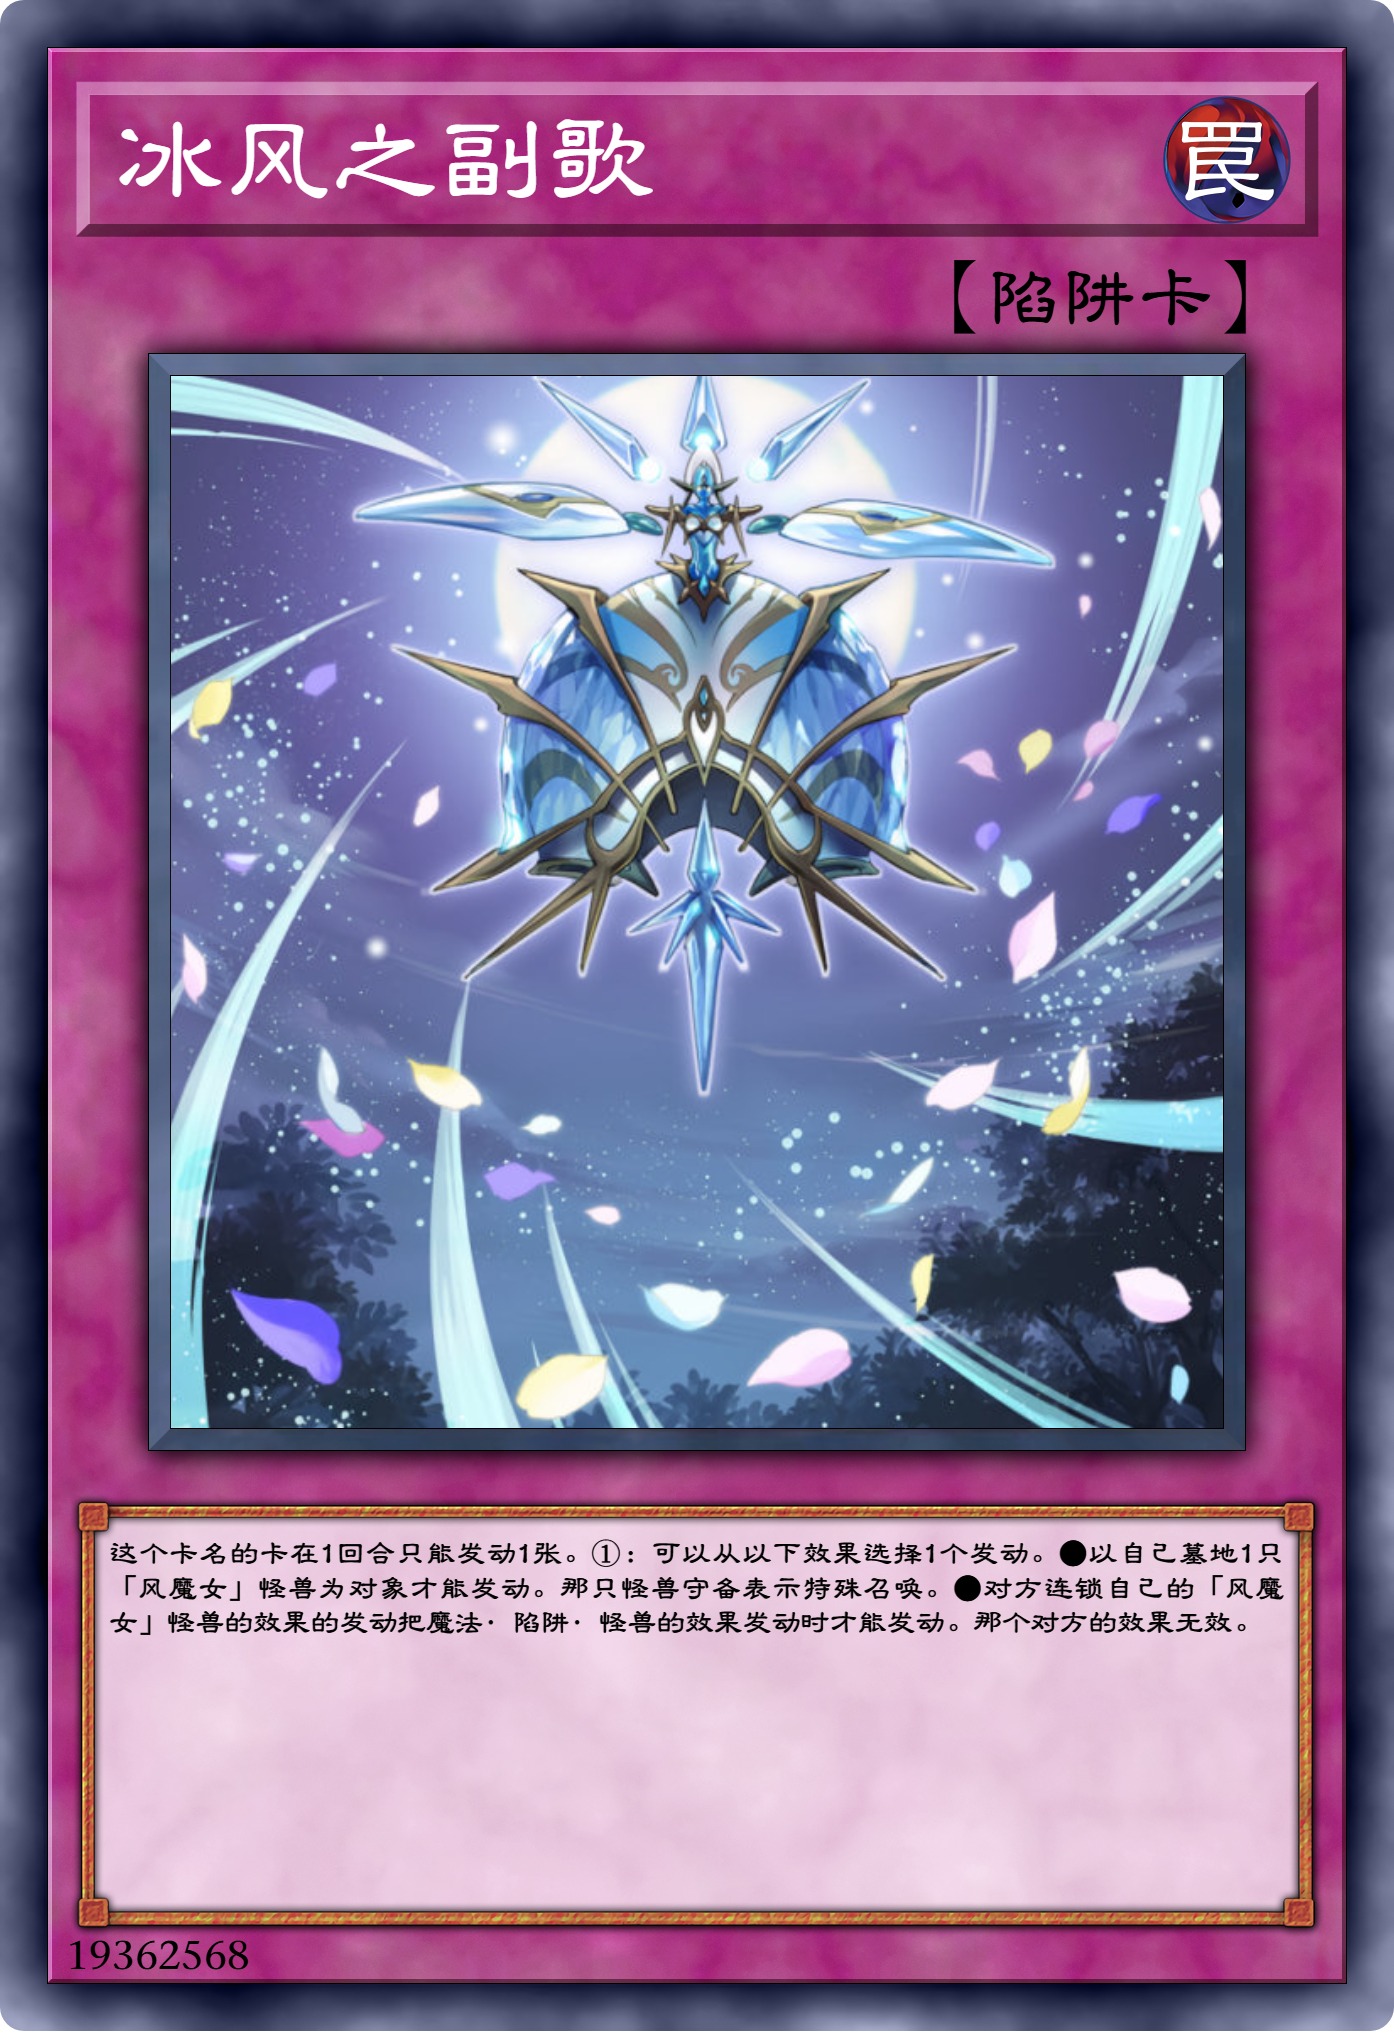 冰风之副歌
罠
【陷阱卡】
这个卡名的卡在1回合只能发动1张。①：可以从以下效果选择1个发动。●以自己墓地1只
「风魔女」怪兽为对象才能发动。那只怪兽守备表示特殊召唤。●对方连锁自己的「风魔
女」怪兽的效果的发动把魔法·陷阱·怪兽的效果发动时才能发动。那个对方的效果无效。
19362568